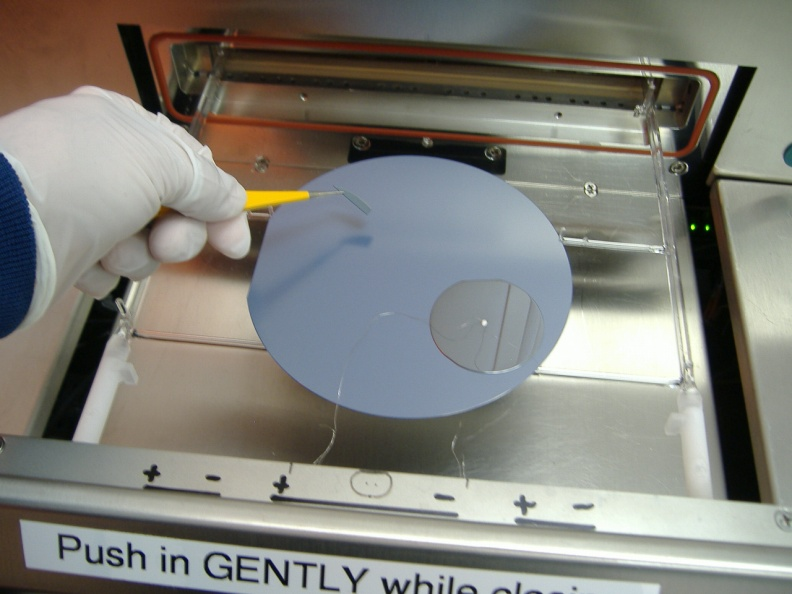 + - + - + -
Push in GENTLY while